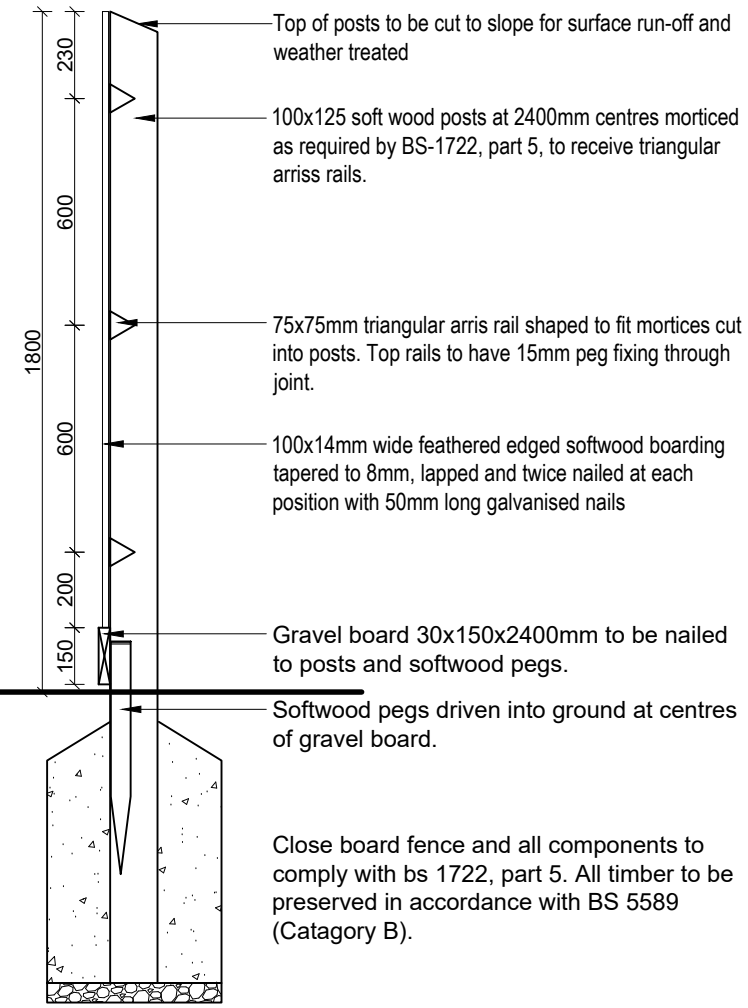 Top of posts to be cut to slope for surface run-off and
weather treated
230
100x125 soft wood posts at 2400mm centres morticed
as required by BS-1722, part 5, to receive triangular
arriss rails.
600
75x75mm triangular arris rail shaped to fit mortices cut
into posts. Top rails to have 15mm peg fixing through
joint.
1800
600
100x14mm wide feathered edged softwood boarding
tapered to 8mm, lapped and twice nailed at each
position with 50mm long galvanised nails
200
Gravel board 30x150x2400mm to be nailed
to posts and softwood pegs.
150
Softwood pegs driven into ground at centres
of gravel board.
Close board fence and all components to
comply with bs 1722, part 5. All timber to be
preserved in accordance with BS 5589
(Catagory B).